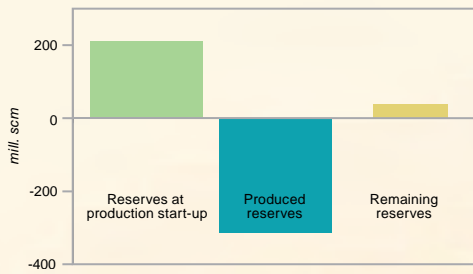 200
mill. scm
0
-200
-400
Reserves at
production start-up
Produced
reserves
Remaining
reserves